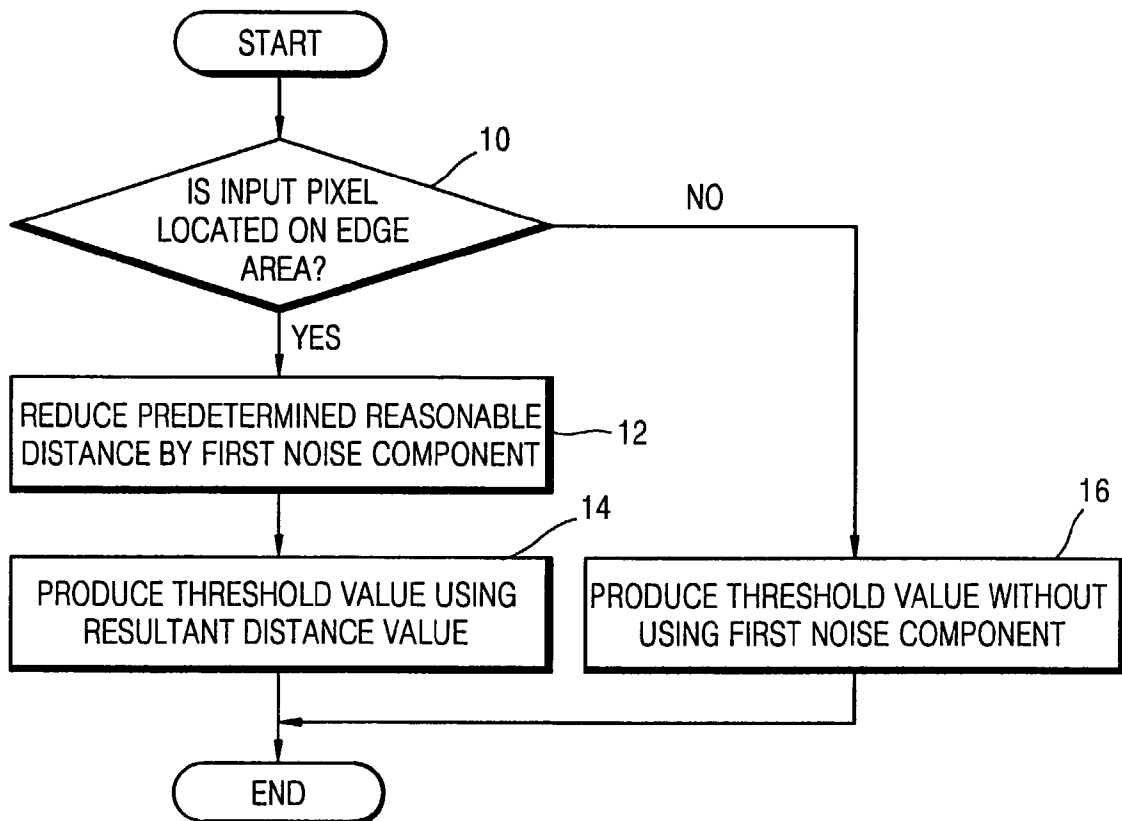 START
10
IS INPUT PIXEL
LOCATED ON EDGE
AREA?
NO
YES
REDUCE PREDETERMINED REASONABLE
DISTANCE BY FIRST NOISE COMPONENT
12
14
PRODUCE THRESHOLD VALUE USING
RESULTANT DISTANCE VALUE
16
PRODUCE THRESHOLD VALUE WITHOUT
USING FIRST NOISE COMPONENT
END